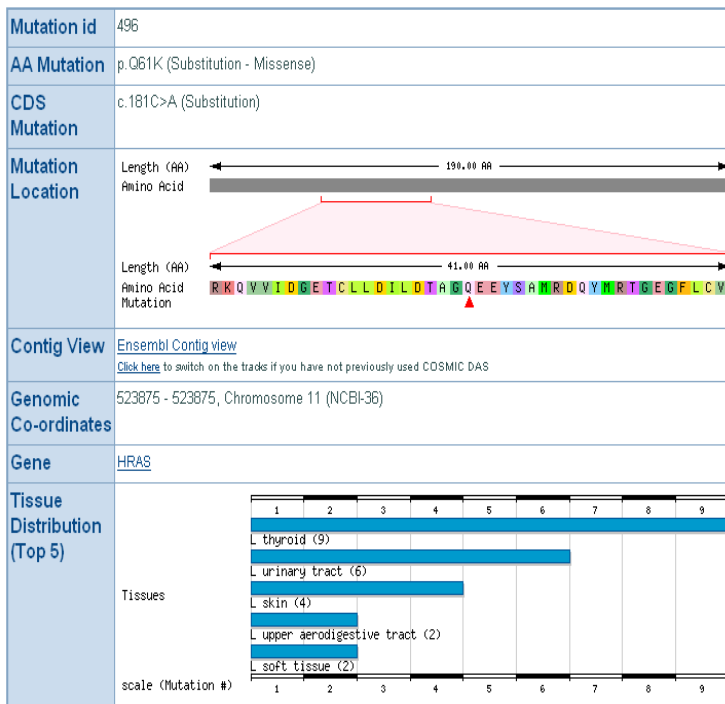 Mutation id 496
AA Mutation p.Q61K (Substitution - Missense)
CDS Mutation c.181C>A (Substitution)
Mutation Location
Length (AA) 190.00 AA
Amino Acid
Length (AA) 41.00 AA
Amino Acid R K Q V V I D G E T C L L D I L D T A G Q E E Y S A M R D Q Y M R T G E G F L C V
Mutation
Contig View Ensembl Contig view
Click here to switch on the tracks if you have not previously used COSMIC DAS
Genomic Co-ordinates 523875 - 523875, Chromosome 11 (NCBI-36)
Gene HRAS
Tissue Distribution (Top 5)
1 2 3 4 5 6 7 8 9
L thyroid (9)
L urinary tract (6)
Tissues
L skin (4)
L upper aerodigestive tract (2)
L soft tissue (2)
scale (Mutation #) 1 2 3 4 5 6 7 8 9